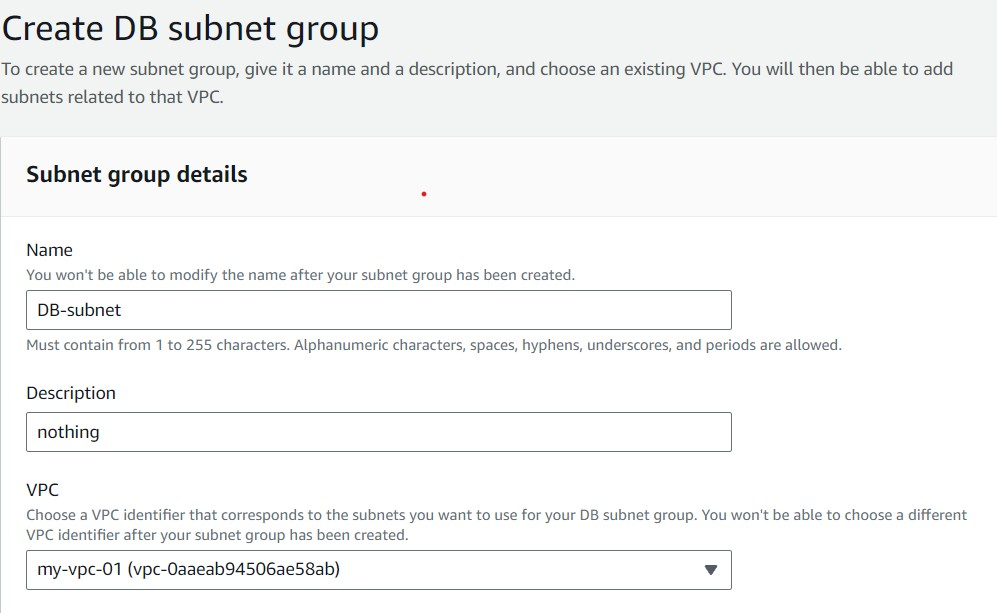 Create DB subnet group
To create a new subnet group, give it a name and a description, and choose an existing VPC. You will then be able to add
subnets related to that VPC.
Subnet group details
Name
You won't be able to modify the name after your subnet group has been created.
DB-subnet
Must contain from 1 to 255 characters. Alphanumeric characters, spaces, hyphens, underscores, and periods are allowed.
Description
nothing
VPC
Choose a VPC identifier that corresponds to the subnets you want to use for your DB subnet group. You won't be able to choose a different
VPC identifier after your subnet group has been created.
my-vpc-01 (vpc-0aaeab94506ae58ab)